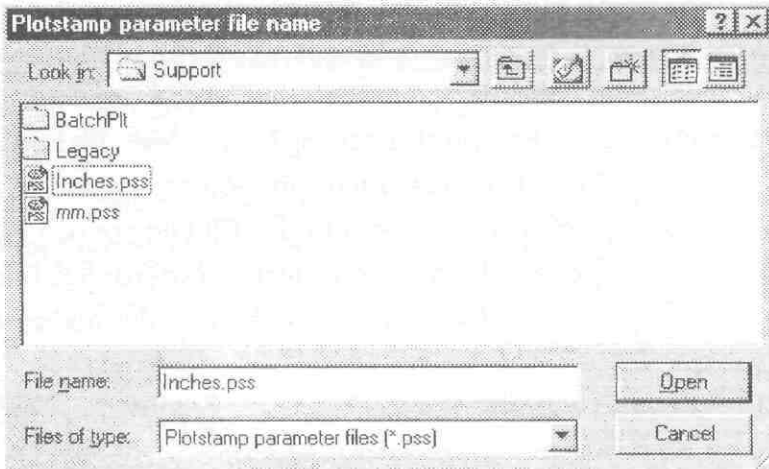 Plotstamp parameter file name
Look in: Support
BatchPlt
Legacy
Inches.pss
mm.pss
File name: Inches.pss
Open
Files of type: Plotstamp parameter files (*.pss)
Cancel